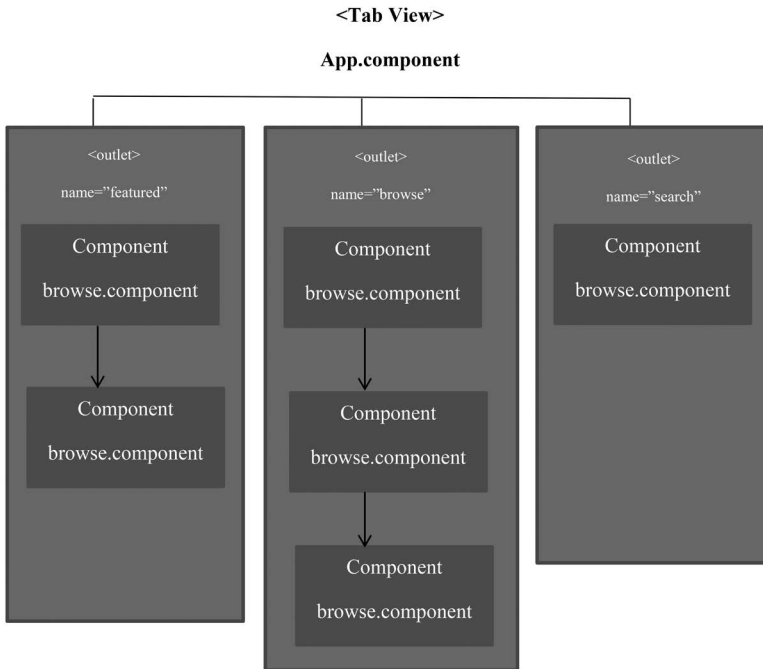 <Tab View>
App.component
<outlet>
name=”featured”
Component
browse.component
Component
browse.component
<outlet>
name=”browse”
Component
browse.component
Component
browse.component
Component
browse.component
<outlet>
name=”search”
Component
browse.component